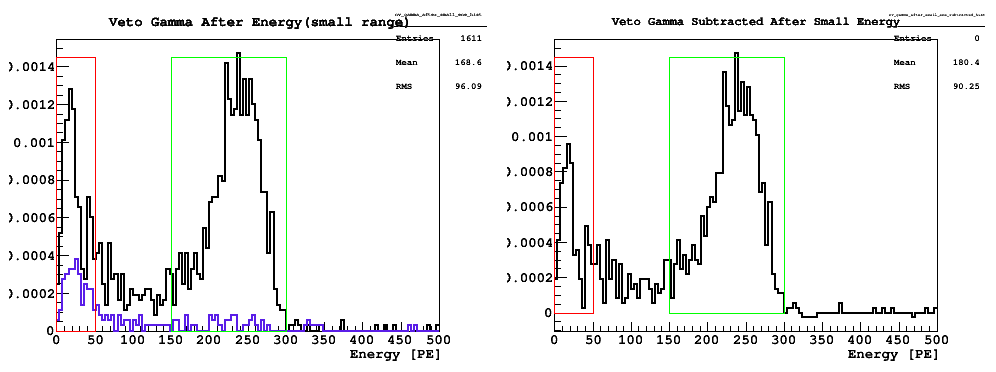 Veto Gamma After Energy(small range)
Entries 1611
Mean 168.6
RMS 96.09
0.0014
0.0012
0.001
0.0008
0.0006
0.0004
0.0002
0
0 50 100 150 200 250 300 350 400 450 500
Energy [PE]
Veto Gamma Subtracted After Small Energy
Entries 0
Mean 180.4
RMS 90.25
0.0014
0.0012
0.001
0.0008
0.0006
0.0004
0.0002
0
0 50 100 150 200 250 300 350 400 450 500
Energy [PE]